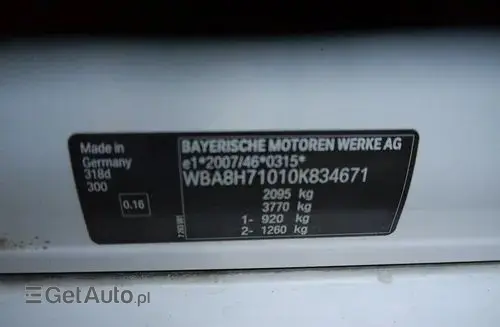 Made in
Germany
318d
300
0.16
BAYERISCHE MOTOREN WERKE AG
e1*2007/46*0315*
WBA8H71010K834671
2095 kg
3770 kg
1- 920 kg
2- 1260 kg
GetAuto.pl